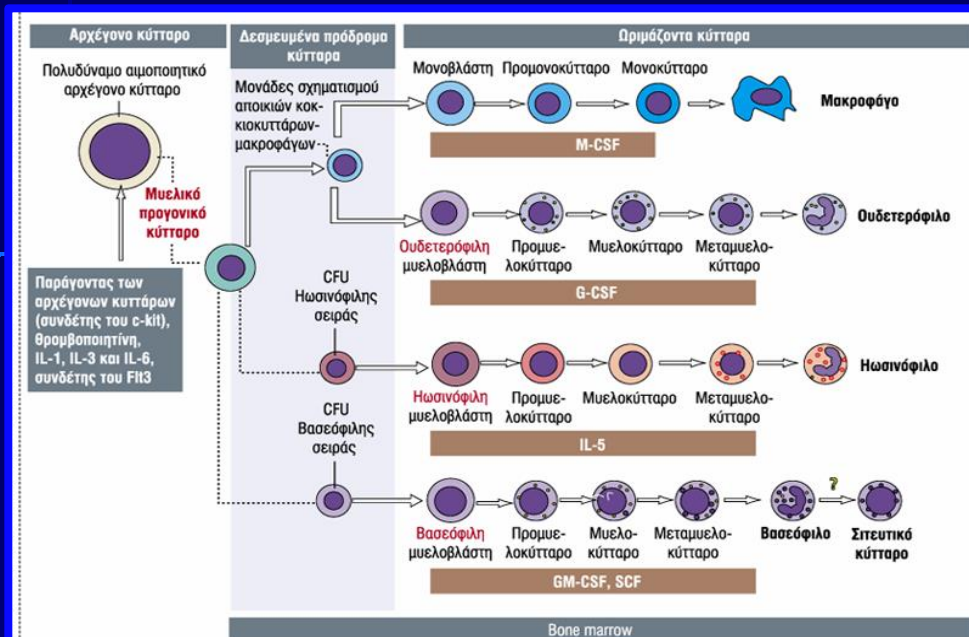 Αρχέγονο κύτταρο
Δεσμευμένα πρόδρομα
κύτταρα
Ωριμάζοντα κύτταρα
Πολυδύναμο αιμοποιητικό
αρχέγονο κύτταρο
Μονάδες σχηματισμού
αποικιών κοκ-
κιοκυττάρων-
μακροφάγων
Μονοβλάστη
Προμονοκύτταρο
Μονοκύτταρο
Μακροφάγο
M-CSF
Μυελικό
προγονικό
κύτταρο
Ουδετερόφιλη
μυελοβλάστη
Προμυε-
λοκύτταρο
Μυελοκύτταρο
Μεταμυελο-
κύτταρο
Ουδετερόφιλο
G-CSF
Παράγοντας των
αρχέγονων κυττάρων
(συνδέτης του c-kit),
θρομβοποιητίνη,
IL-1, IL-3 και IL-6,
συνδέτης του Flt3
CFU
Ηωσινόφιλης
σειράς
Ηωσινόφιλη
μυελοβλάστη
Προμυε-
λοκύτταρο
Μυελοκύτταρο
Μεταμυελο-
κύτταρο
Ηωσινόφιλο
IL-5
CFU
Βασεόφιλης
σειράς
Βασεόφιλη
μυελοβλάστη
Προμυε-
λοκύτταρο
Μυελο-
κύτταρο
Μεταμυελο-
κύτταρο
Βασεόφιλο
?
Σιτευτικό
κύτταρο
GM-CSF, SCF
Bone marrow